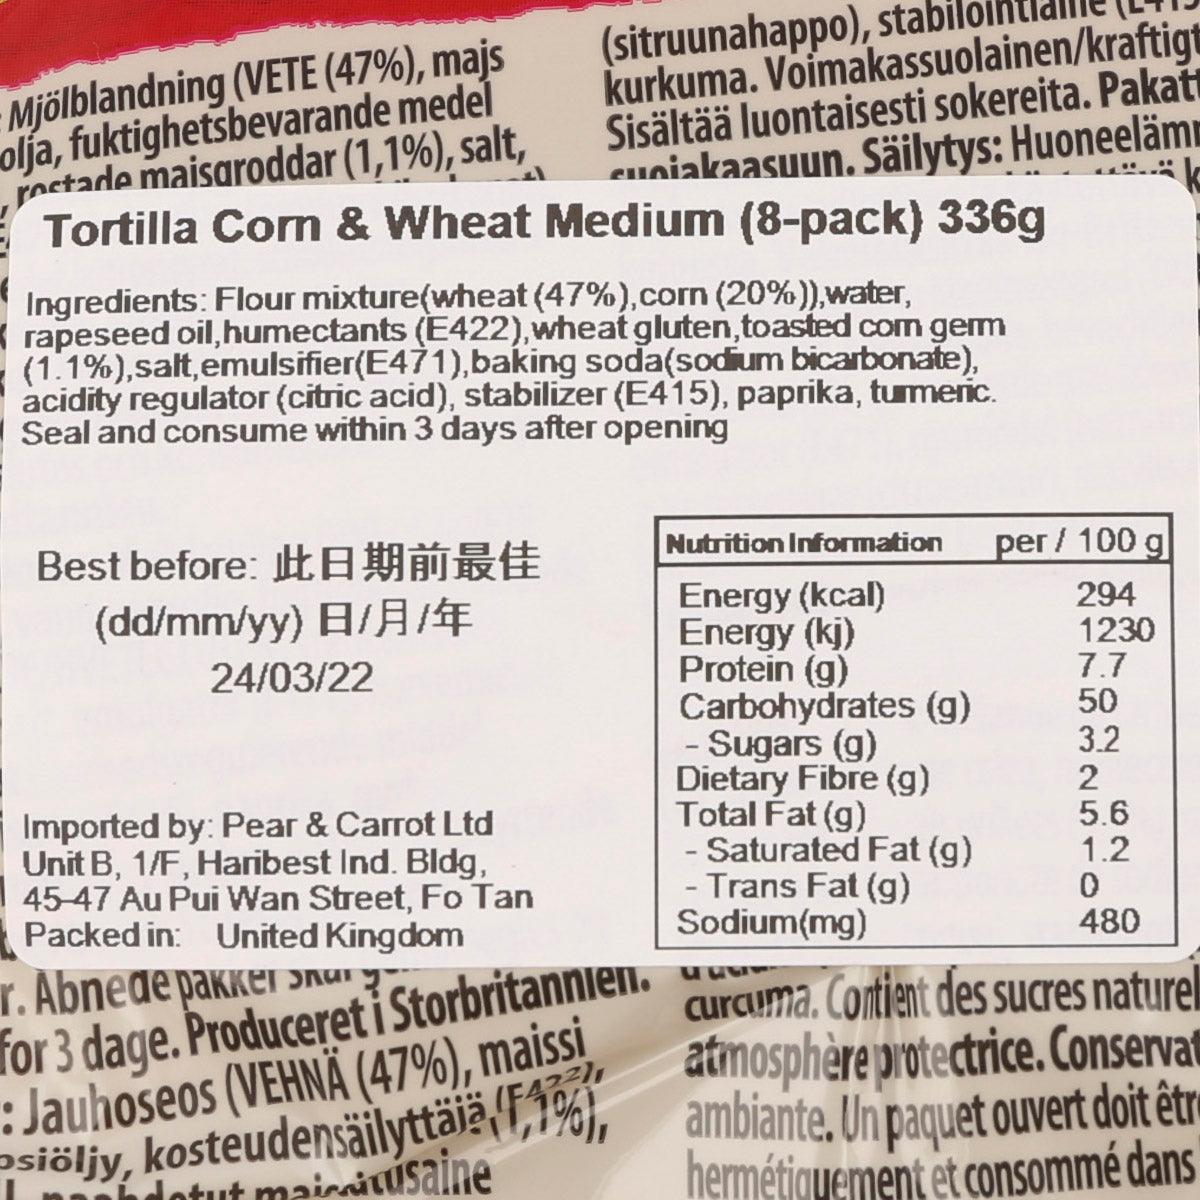 Mjölblandning (VETE (47%), majs
olja, fuktighetsbevarande medel
rostade maisgroddar (1,1%), salt,
(sitruunahappo), stabilointiaine
kurkuma. Voimakassuolainen/kraftigt
Sisältää luontaisesti sokereita. Pakatt
suojakaasuun. Säilytys: Huoneelämp
Tortilla Corn & Wheat Medium (8-pack) 336g
Ingredients: Flour mixture(wheat (47%),corn (20%)),water,
rapeseed oil,humectants (E422),wheat gluten,toasted corn germ
(1.1%),salt,emulsifier(E471),baking soda(sodium bicarbonate),
acidity regulator (citric acid), stabilizer (E415), paprika, turmeric.
Seal and consume within 3 days after opening
Best before: 此日期前最佳
(dd/mm/yy) 日/月/年
24/03/22
Imported by: Pear & Carrot Ltd
Unit B, 1/F, Haribest Ind. Bldg,
45-47 Au Pui Wan Street, Fo Tan
Packed in: United Kingdom
Nutrition Information per / 100 g
Energy (kcal) 294
Energy (kj) 1230
Protein (g) 7.7
Carbohydrates (g) 50
- Sugars (g) 3.2
Dietary Fibre (g) 2
Total Fat (g) 5.6
- Saturated Fat (g) 1.2
- Trans Fat (g) 0
Sodium(mg) 480
r. Åbnede pakker skal
for 3 dage. Produceret i Storbritannien.
: Jauhoseos (VEHNÄ (47%), maissi
psiöljy, kosteudensäilyttäjä (E422),
curcuma. Contient des sucres naturel
atmosphère protectrice. Conservat
ambiante. Un paquet ouvert doit êtr
hermétiquement et consommé dans